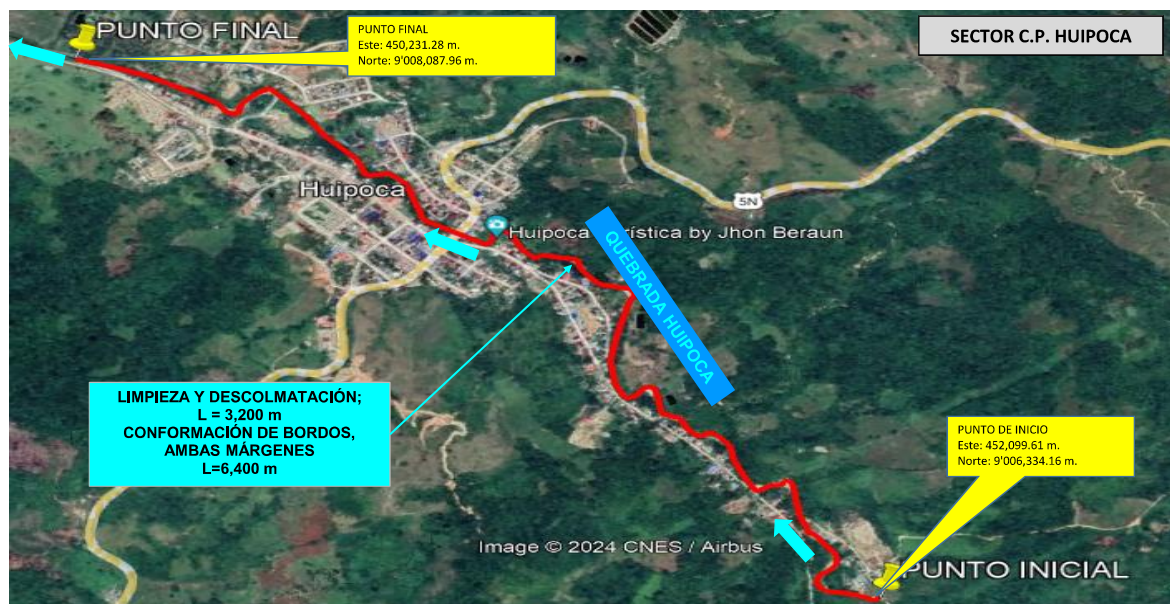 PUNTO FINAL
PUNTO FINAL
Este: 450,231.28 m.
Norte: 9'008,087.96 m.
SECTOR C.P. HUIPOCA
Huipoca
5N
Huipoca rística by Jhon Beraun
QUEBRADA HUIPOCA
LIMPIEZA Y DESCOLMATACIÓN;
L = 3,200 m
CONFORMACIÓN DE BORDOS,
AMBAS MÁRGENES
L=6,400 m
PUNTO DE INICIO
Este: 452,099.61 m.
Norte: 9'006,334.16 m.
Image © 2024 CNES / Airbus
PUNTO INICIAL